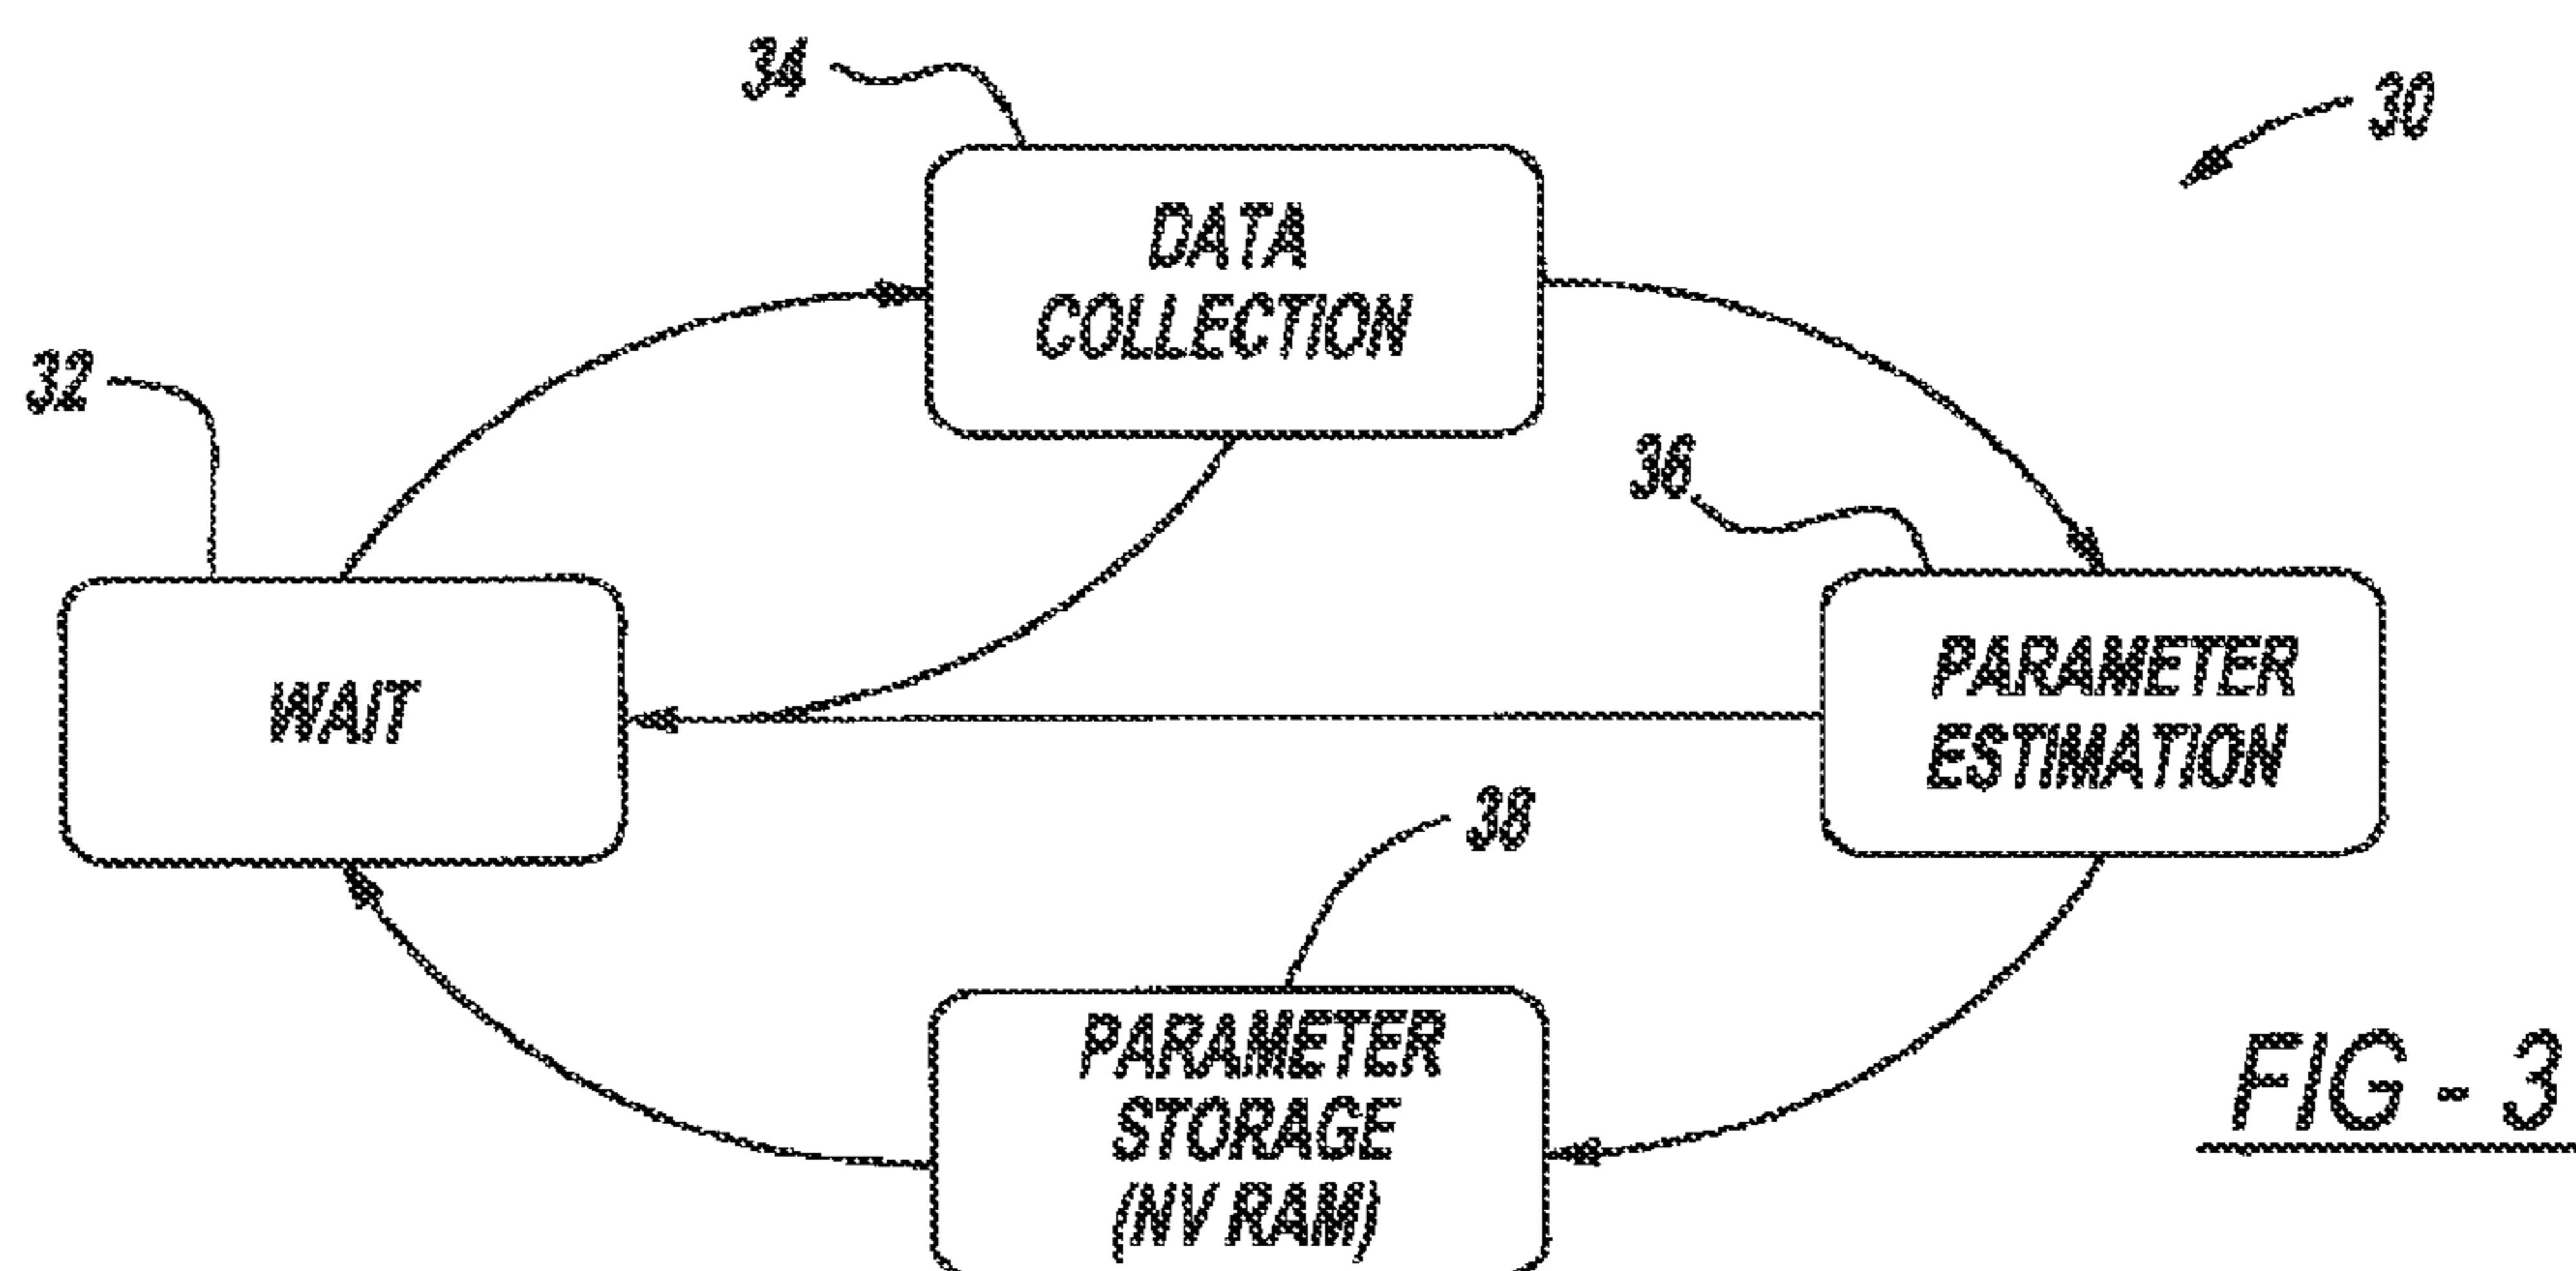 34
30
DATA
COLLECTION
32
36
WAIT
PARAMETER
ESTIMATION
38
PARAMETER
STORAGE
(NV RAM)
FIG - 3